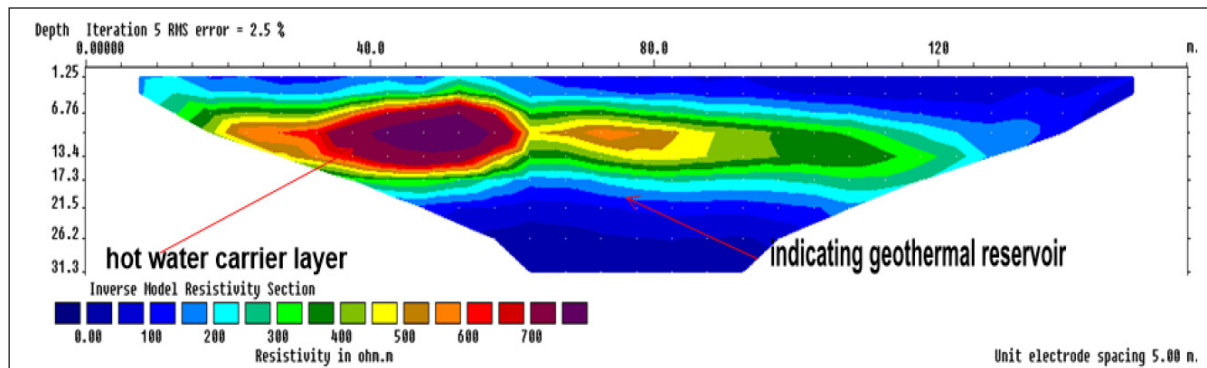 Depth Iteration 5 RMS error = 2.5 %
0.00000 40.0 80.0 120 m.
1.25
6.76
13.4
17.3
21.5
26.2
31.3
hot water carrier layer
indicating geothermal reservoir
Inverse Model Resistivity Section
0.00 100 200 300 400 500 600 700
Resistivity in ohm.m
Unit electrode spacing 5.00 m.